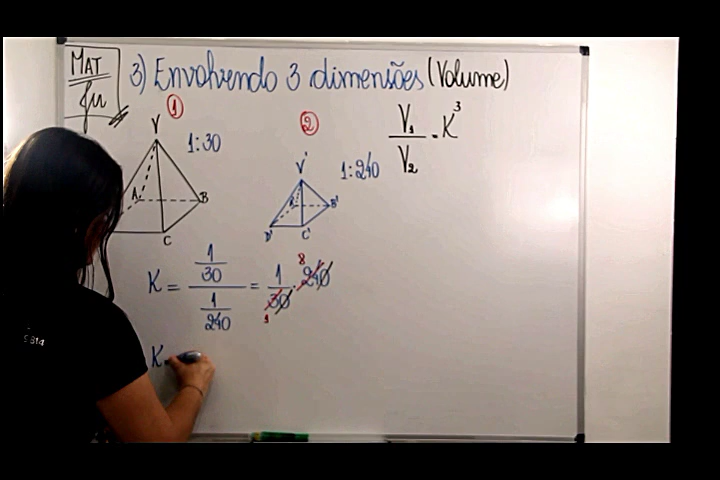 MAT
Ju
3) Envolvendo 3 dimensões (Volume)
1
2
V₁/V₂ = K³
V
1:30
A
B
C
V'
1:240
A'
B'
D'
C'
K = (1/30)/(1/240) = 1/30 · 240
8
1
K =